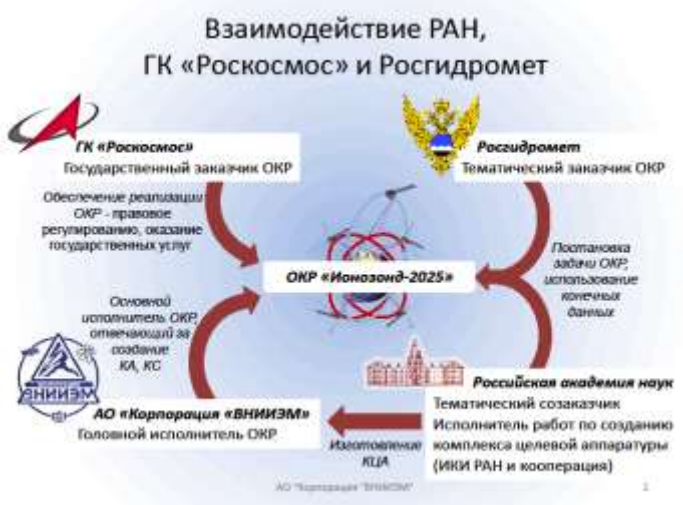 Взаимодействие РАН,
ГК «Роскосмос» и Росгидромет
ГК «Роскосмос»
Государственный заказчик ОКР
Росгидромет
Тематический заказчик ОКР
Обеспечение реализации
ОКР - правовое
регулированию, оказание
государственных услуг
Постановка
задачи ОКР,
использование
конечных
данных
ОКР «Ионозонд-2025»
Основной
исполнитель ОКР,
отвечающий за
создание
КА, КС
ВНИИЭМ
АО «Корпорация «ВНИИЭМ»
Головной исполнитель ОКР
Изготовление
КЦА
Российская академия наук
Тематический созаказчик
Исполнитель работ по созданию
комплекса целевой аппаратуры
(ИКИ РАН и кооперация)
АО "Корпорация "ВНИИЭМ"